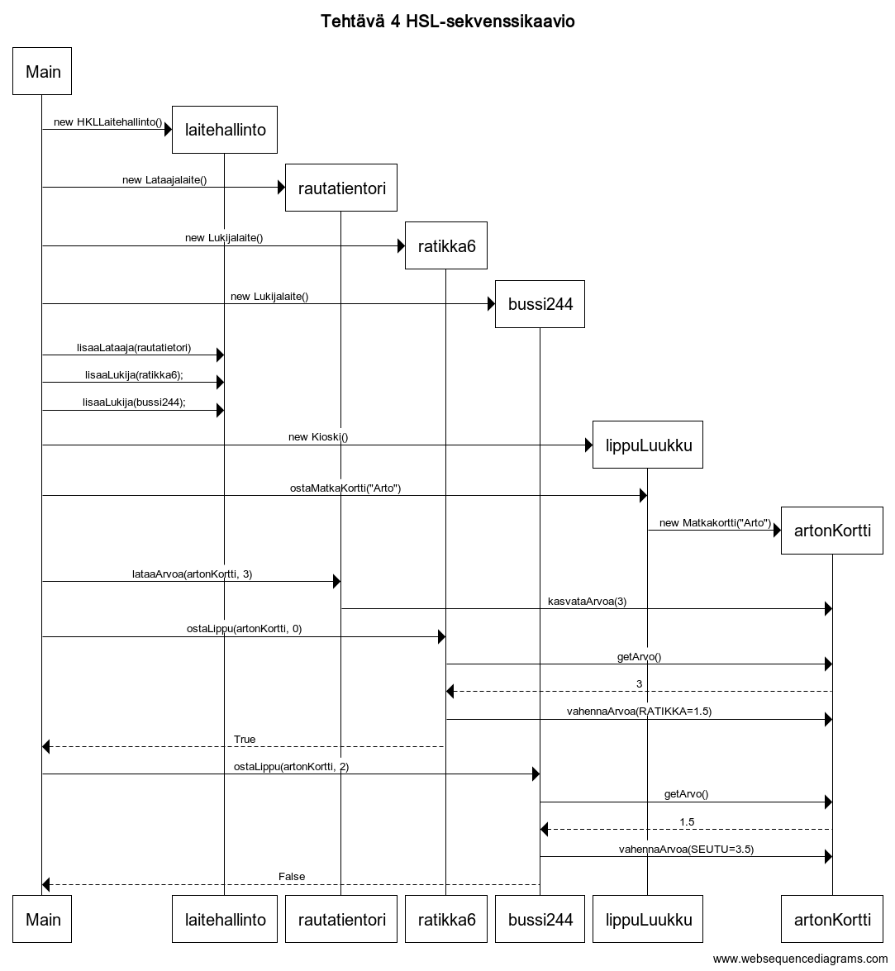 Tehtävä 4 HSL-sekvenssikaavio
Main
new HKLLaitehallinto()
laitehallinto
new Lataajalaite()
rautatientori
new Lukijalaite()
ratikka6
new Lukijalaite()
bussi244
lisaaLataaja(rautatietori)
lisaaLukija(ratikka6);
lisaaLukija(bussi244);
new Kioski()
lippuLuukku
ostaMatkaKortti("Arto")
new Matkakortti("Arto")
artonKortti
lataaArvoa(artonKortti, 3)
kasvataArvoa(3)
ostaLippu(artonKortti, 0)
getArvo()
3
vahennaArvoa(RATIKKA=1.5)
True
ostaLippu(artonKortti, 2)
getArvo()
1.5
vahennaArvoa(SEUTU=3.5)
False
Main laitehallinto rautatientori ratikka6 bussi244 lippuLuukku artonKortti
www.websequencediagrams.com